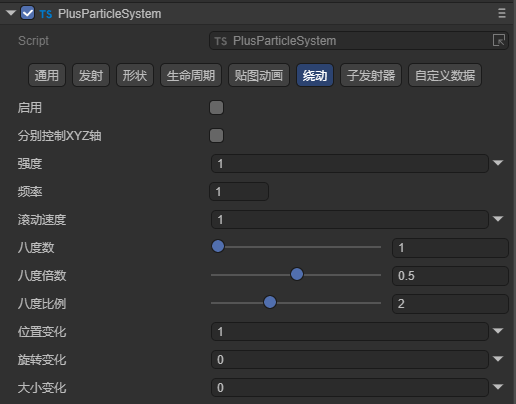 TS PlusParticleSystem
Script TS PlusParticleSystem
通用 发射 形状 生命周期 贴图动画 绕动 子发射器 自定义数据
启用
分别控制XYZ轴
强度 1
频率 1
滚动速度 1
八度数 1
八度倍数 0.5
八度比例 2
位置变化 1
旋转变化 0
大小变化 0